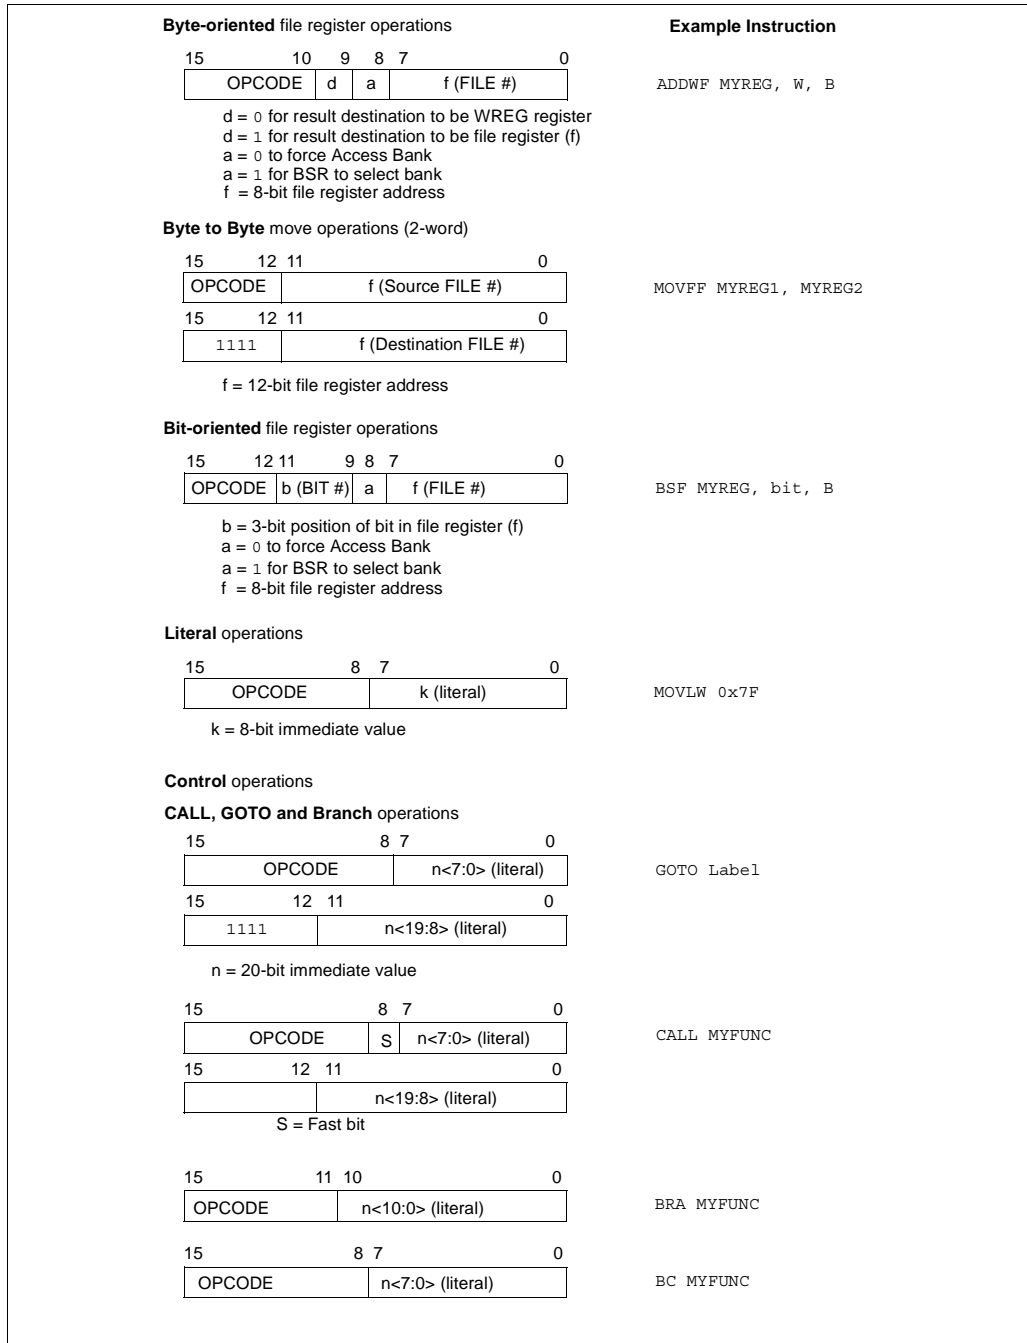 Byte-oriented file register operations Example Instruction
15 10 9 8 7 0
OPCODE d a f (FILE #) ADDWF MYREG, W, B
d = 0 for result destination to be WREG register
d = 1 for result destination to be file register (f)
a = 0 to force Access Bank
a = 1 for BSR to select bank
f = 8-bit file register address
Byte to Byte move operations (2-word)
15 12 11 0
OPCODE f (Source FILE #) MOVFF MYREG1, MYREG2
15 12 11 0
1111 f (Destination FILE #)
f = 12-bit file register address
Bit-oriented file register operations
15 12 11 9 8 7 0
OPCODE b (BIT #) a f (FILE #) BSF MYREG, bit, B
b = 3-bit position of bit in file register (f)
a = 0 to force Access Bank
a = 1 for BSR to select bank
f = 8-bit file register address
Literal operations
15 8 7 0
OPCODE k (literal) MOVLW 0x7F
k = 8-bit immediate value
Control operations
CALL, GOTO and Branch operations
15 8 7 0
OPCODE n<7:0> (literal) GOTO Label
15 12 11 0
1111 n<19:8> (literal)
n = 20-bit immediate value
15 8 7 0
OPCODE S n<7:0> (literal) CALL MYFUNC
15 12 11 0
n<19:8> (literal)
S = Fast bit
15 11 10 0
OPCODE n<10:0> (literal) BRA MYFUNC
15 8 7 0
OPCODE n<7:0> (literal) BC MYFUNC